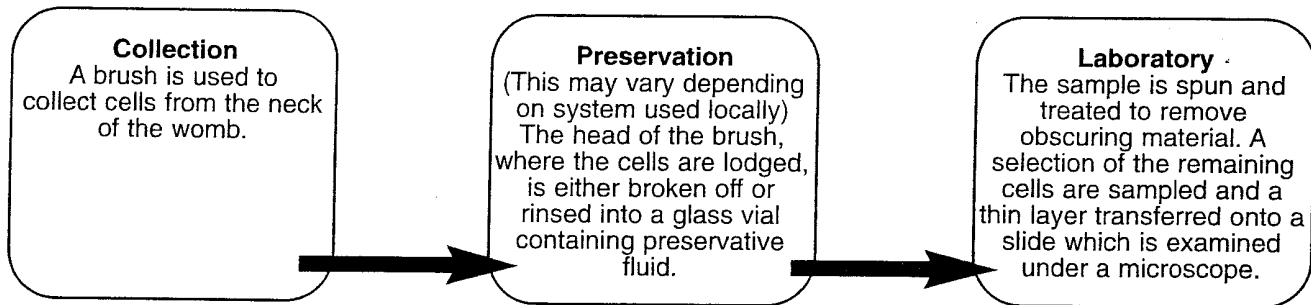 Collection
A brush is used to
collect cells from the neck
of the womb.
Preservation
(This may vary depending
on system used locally)
The head of the brush,
where the cells are lodged,
is either broken off or
rinsed into a glass vial
containing preservative
fluid.
Laboratory
The sample is spun and
treated to remove
obscuring material. A
selection of the remaining
cells are sampled and a
thin layer transferred onto a
slide which is examined
under a microscope.